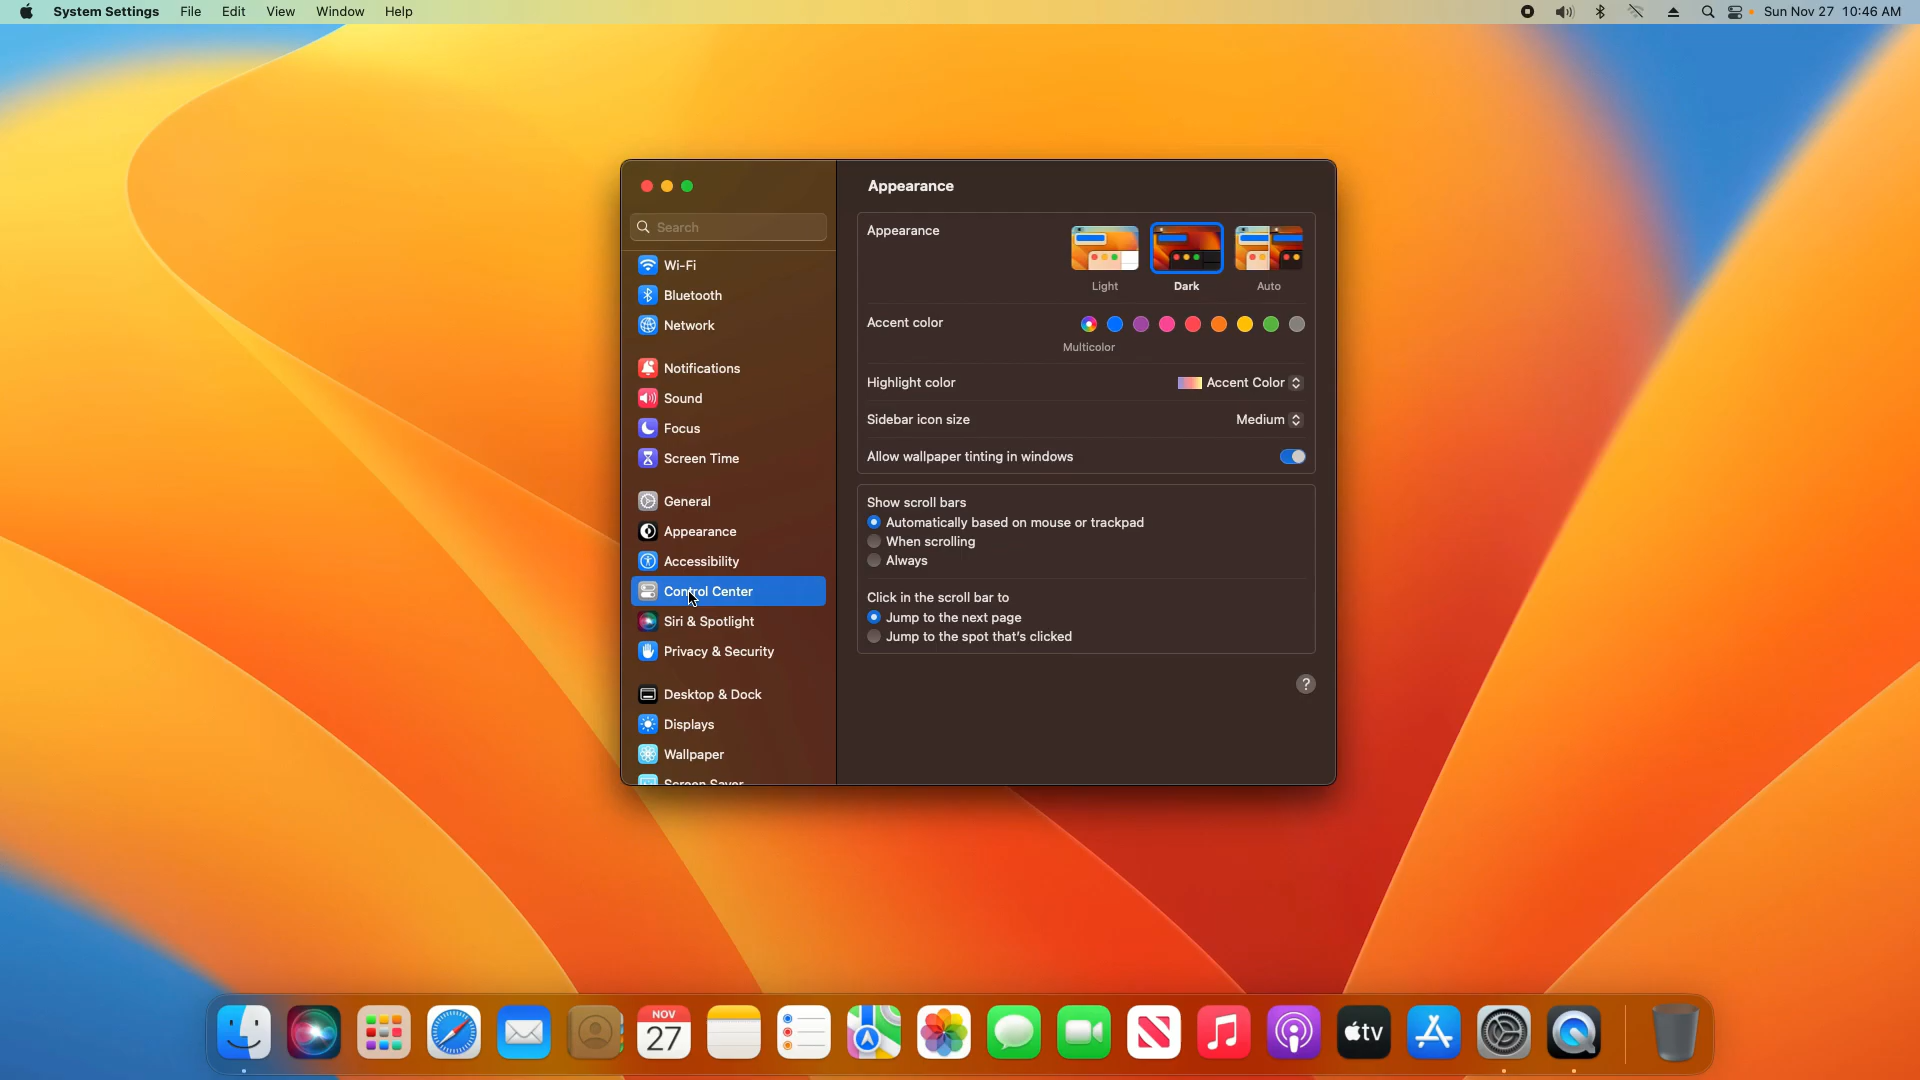 System Settings File Edit View Window Help
Sun Nov 27 10:46 AM
Search
Wi-Fi
Bluetooth
Network
Notifications
Sound
Focus
Screen Time
General
Appearance
Accessibility
Control Center
Siri & Spotlight
Privacy & Security
Desktop & Dock
Displays
Wallpaper
Screen Saver
Appearance
Appearance
Light Dark Auto
Accent color
Multicolor
Highlight color Accent Color
Sidebar icon size Medium
Allow wallpaper tinting in windows
Show scroll bars
Automatically based on mouse or trackpad
When scrolling
Always
Click in the scroll bar to
Jump to the next page
Jump to the spot that's clicked
?
NOV
27
tv